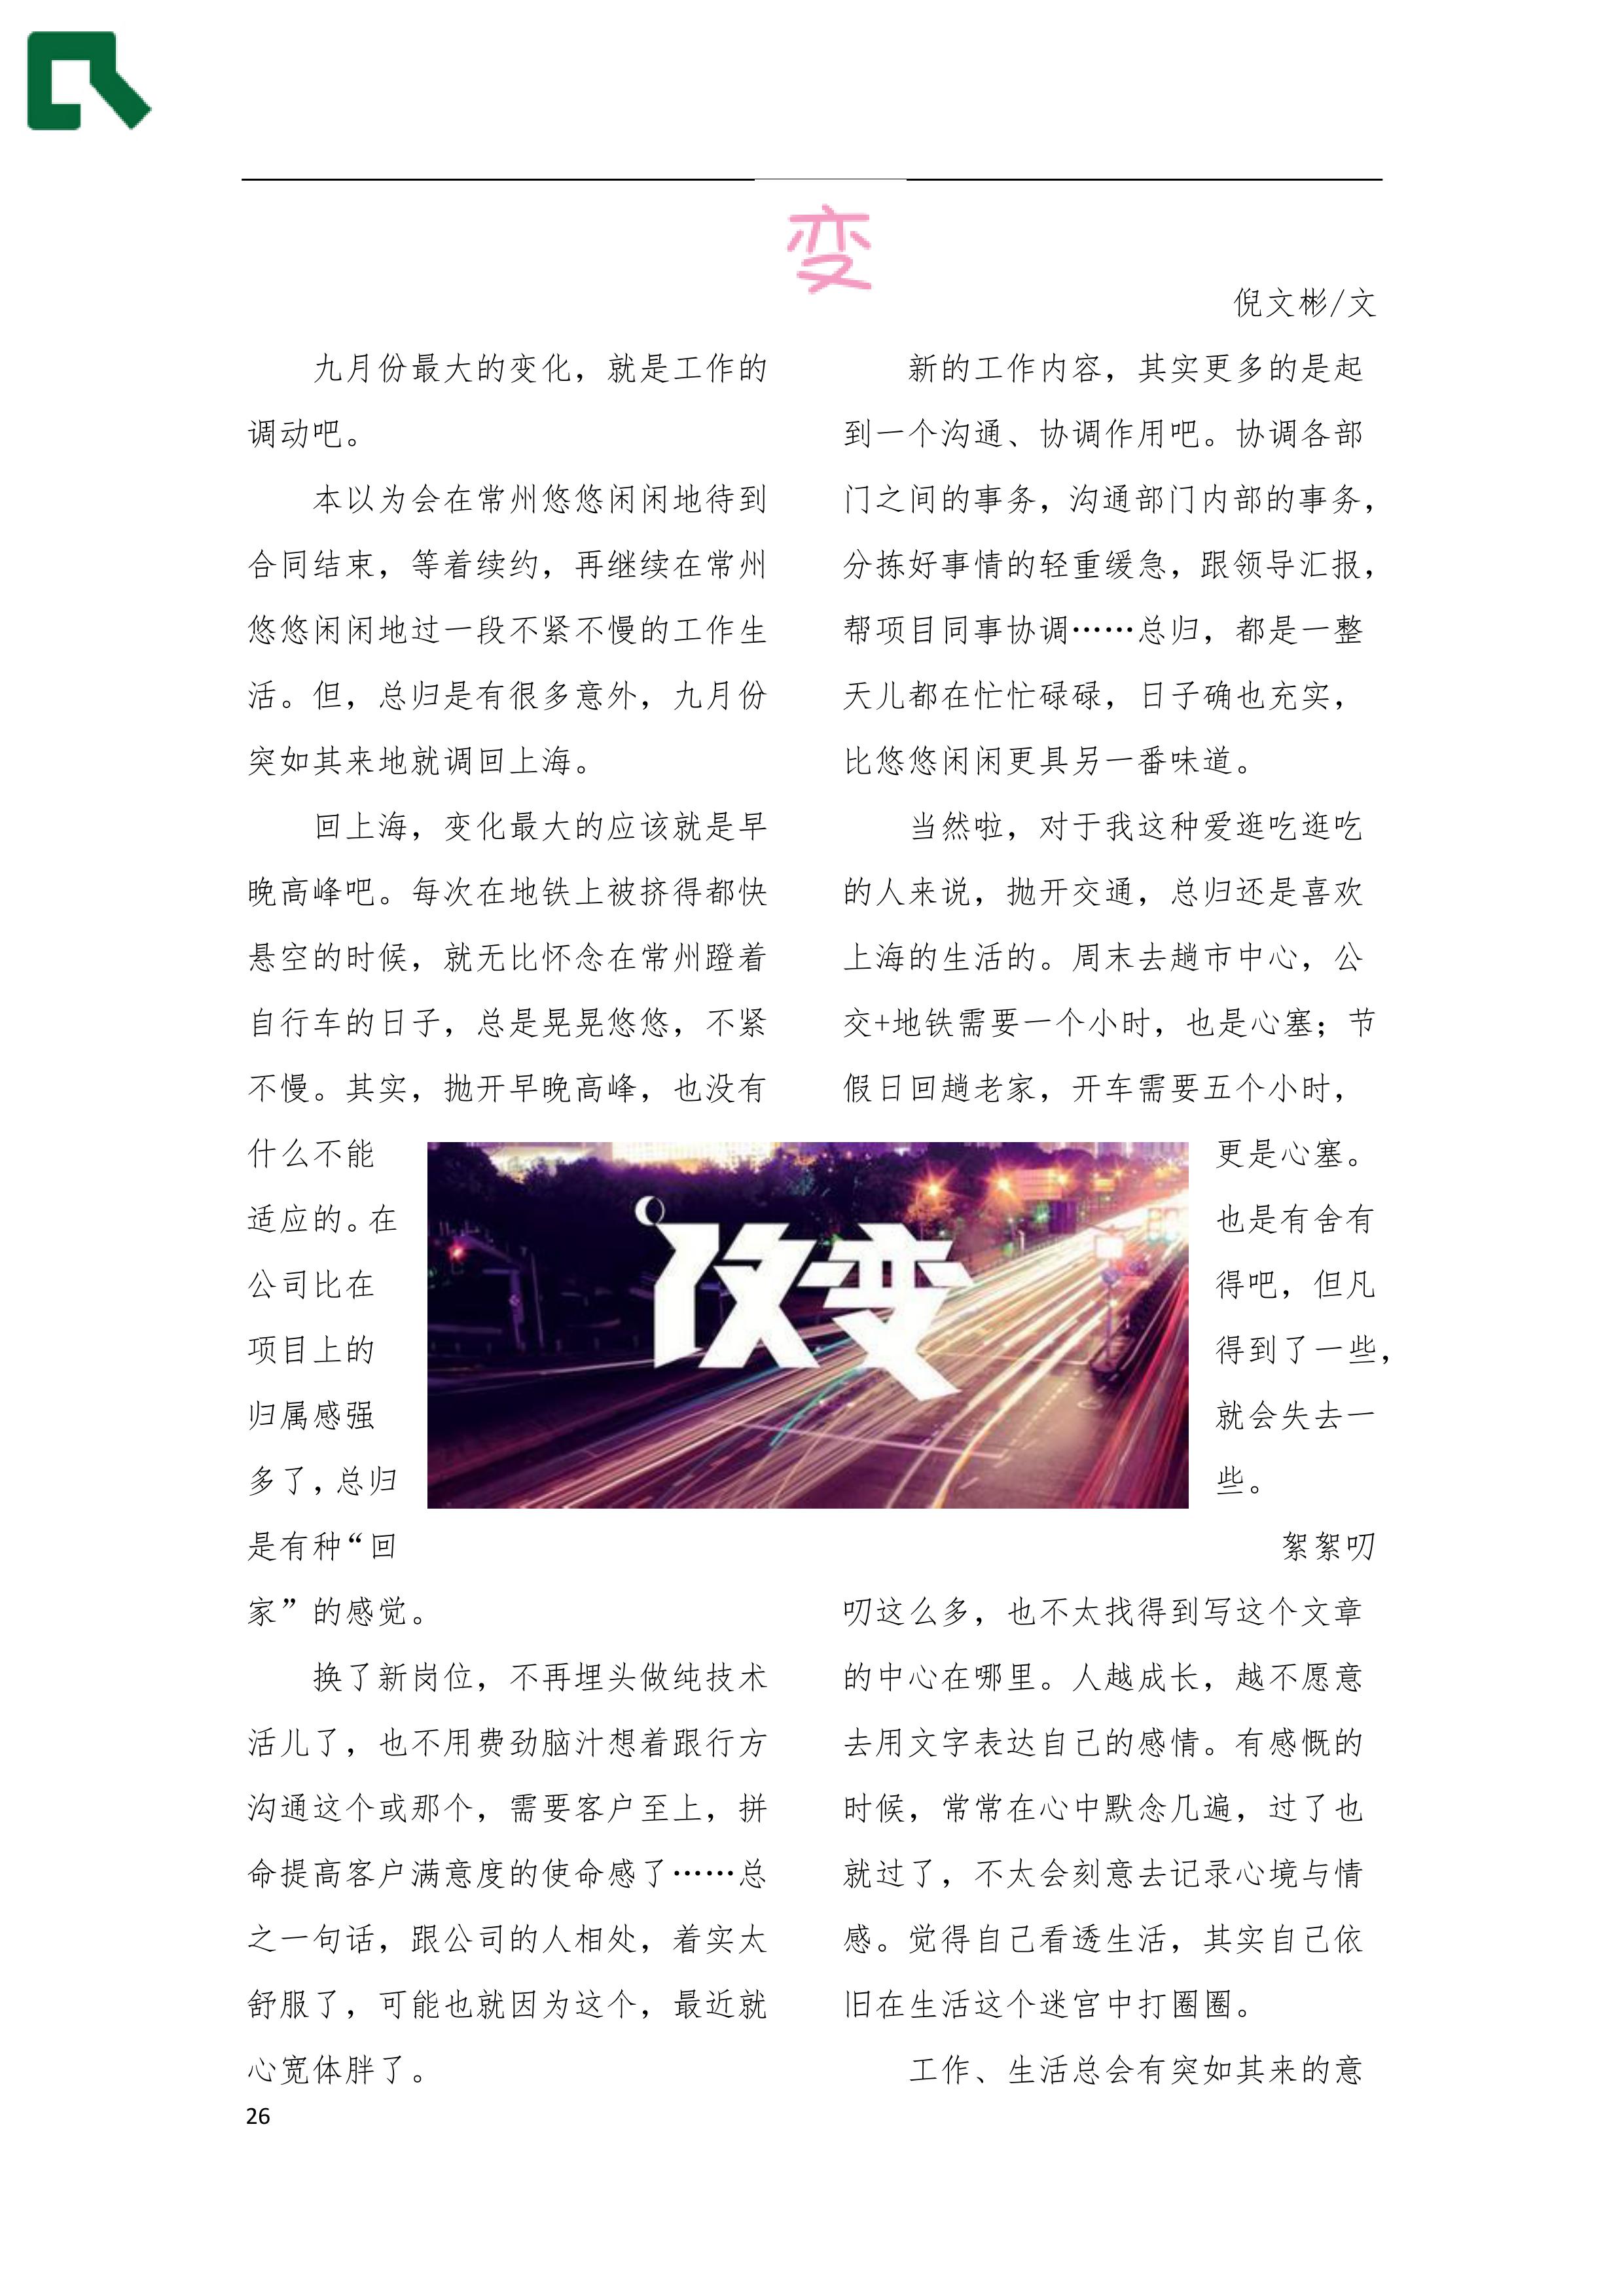 变
倪文彬/文
九月份最大的变化，就是工作的
调动吧。
本以为会在常州悠悠闲闲地待到
合同结束，等着续约，再继续在常州
悠悠闲闲地过一段不紧不慢的工作生
活。但，总归是有很多意外，九月份
突如其来地就调回上海。
回上海，变化最大的应该就是早
晚高峰吧。每次在地铁上被挤得都快
悬空的时候，就无比怀念在常州蹬着
自行车的日子，总是晃晃悠悠，不紧
不慢。其实，抛开早晚高峰，也没有
什么不能
适应的。在
公司比在
项目上的
归属感强
多了，总归
是有种“回
家”的感觉。
换了新岗位，不再埋头做纯技术
活儿了，也不用费劲脑汁想着跟行方
沟通这个或那个，需要客户至上，拼
命提高客户满意度的使命感了……总
之一句话，跟公司的人相处，着实太
舒服了，可能也就因为这个，最近就
心宽体胖了。
新的工作内容，其实更多的是起
到一个沟通、协调作用吧。协调各部
门之间的事务，沟通部门内部的事务，
分拣好事情的轻重缓急，跟领导汇报，
帮项目同事协调……总归，都是一整
天儿都在忙忙碌碌，日子确也充实，
比悠悠闲闲更具另一番味道。
当然啦，对于我这种爱逛吃逛吃
的人来说，抛开交通，总归还是喜欢
上海的生活的。周末去趟市中心，公
交+地铁需要一个小时，也是心塞；节
假日回趟老家，开车需要五个小时，
更是心塞。
也是有舍有
得吧，但凡
得到了一些，
就会失去一
些。
改变
絮絮叨
叨这么多，也不太找得到写这个文章
的中心在哪里。人越成长，越不愿意
去用文字表达自己的感情。有感慨的
时候，常常在心中默念几遍，过了也
就过了，不太会刻意去记录心境与情
感。觉得自己看透生活，其实自己依
旧在生活这个迷宫中打圈圈。
工作、生活总会有突如其来的意
26